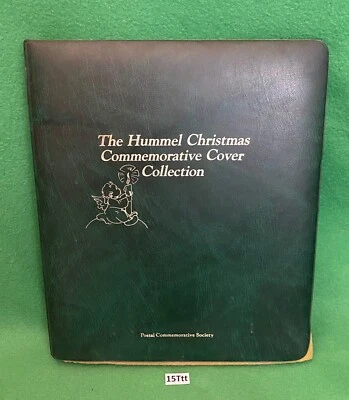 The Hummel Christmas
Commemorative Cover
Collection
Postal Commemorative Society
15Ttt